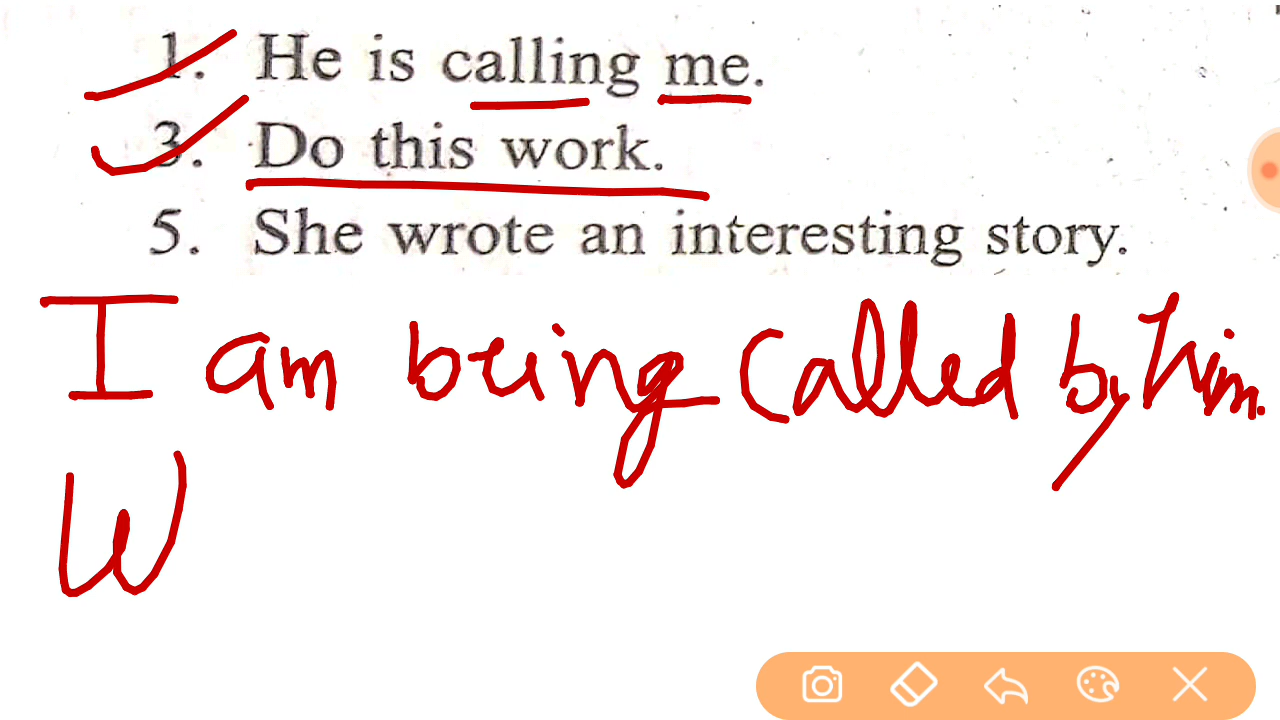 1. He is calling me.
3. Do this work.
5. She wrote an interesting story.
I am being called by him.
W